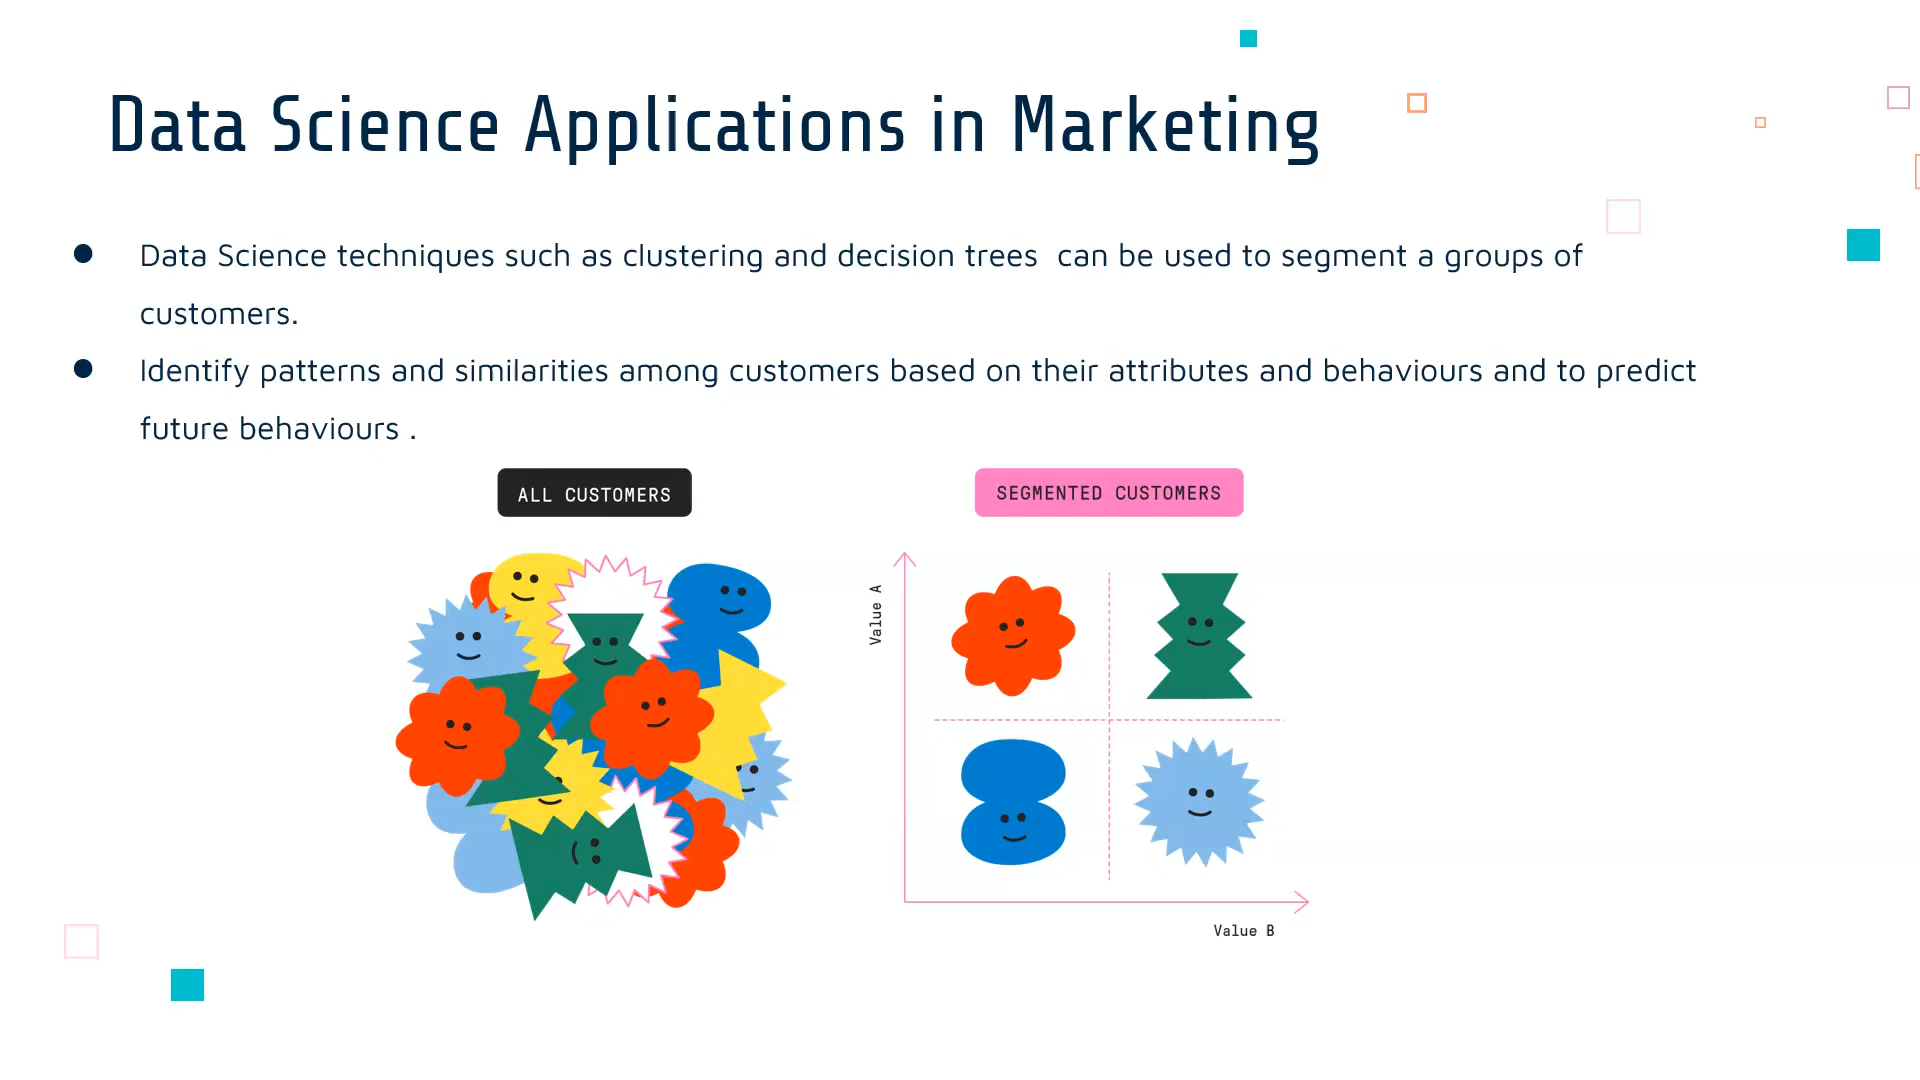 Data Science Applications in Marketing
● Data Science techniques such as clustering and decision trees  can be used to segment a groups of
customers.
● Identify patterns and similarities among customers based on their attributes and behaviours and to predict
future behaviours .
ALL CUSTOMERS
SEGMENTED CUSTOMERS
Value A
Value B